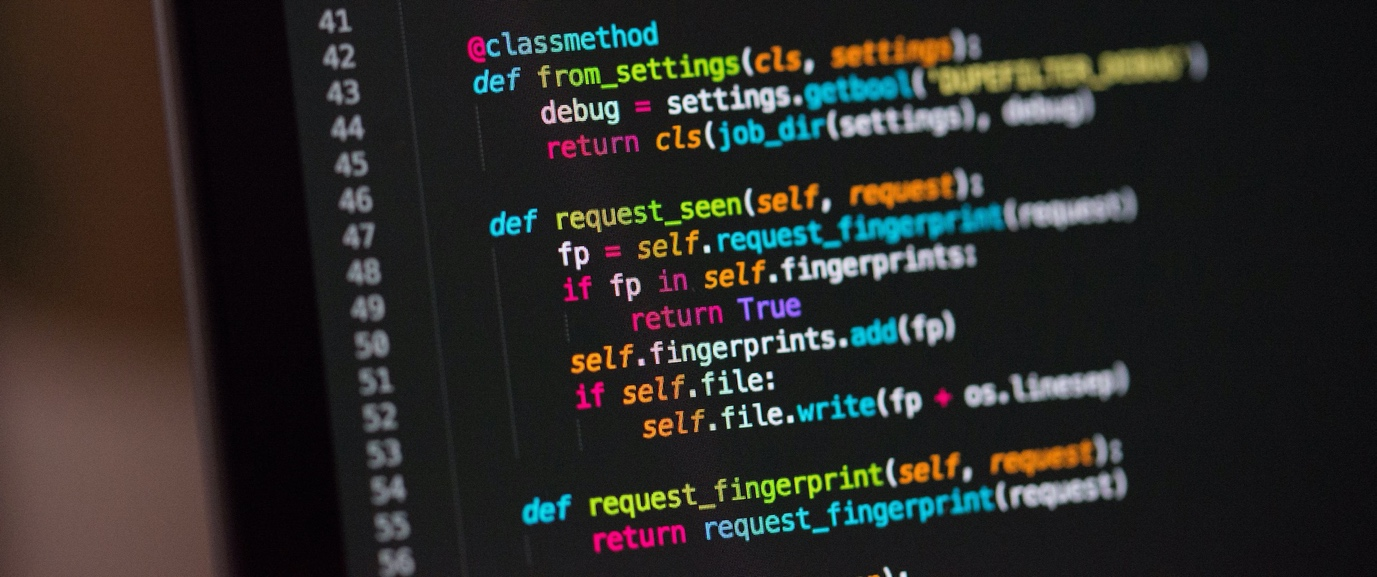 41
42 @classmethod
43 def from_settings(cls, settings):
44 debug = settings.getbool('DUPEFILTER_DEBUG')
45 return cls(job_dir(settings), debug)
46
47 def request_seen(self, request):
48 fp = self.request_fingerprint(request)
49 if fp in self.fingerprints:
50 return True
51 self.fingerprints.add(fp)
52 if self.file:
53 self.file.write(fp + os.linesep)
54
55 def request_fingerprint(self, request):
56 return request_fingerprint(request)